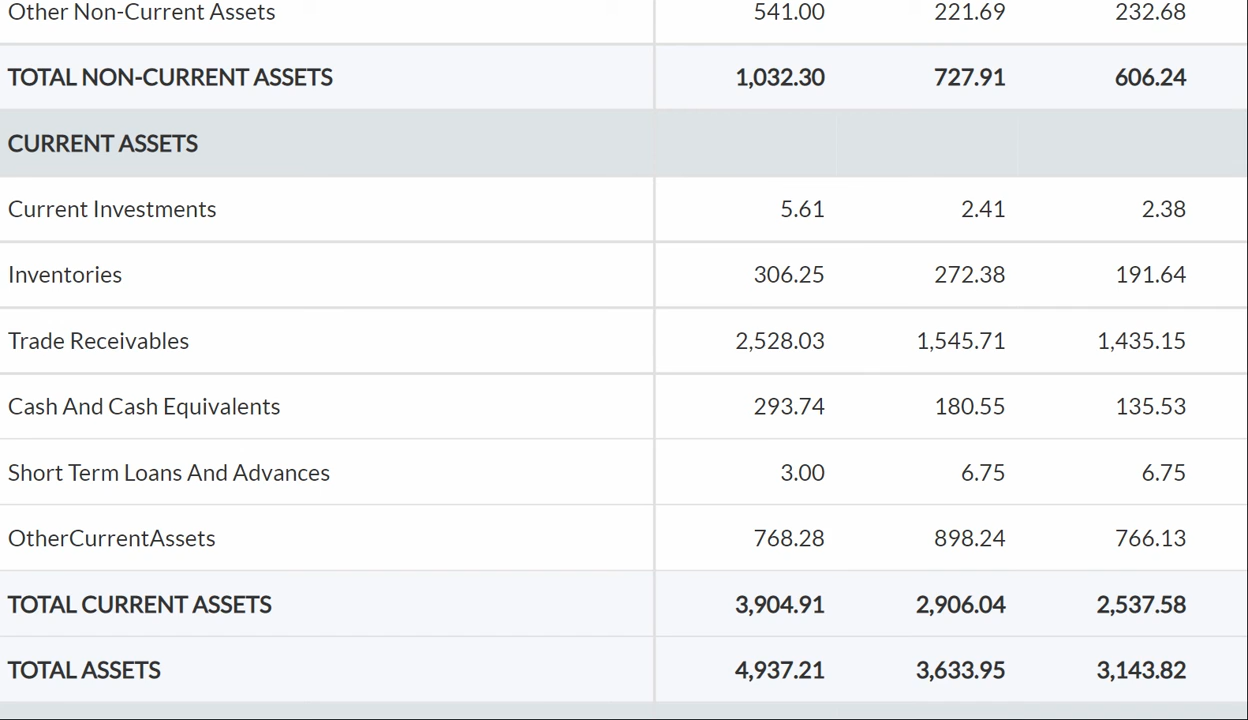 Other Non-Current Assets 541.00 221.69 232.68
TOTAL NON-CURRENT ASSETS 1,032.30 727.91 606.24
CURRENT ASSETS
Current Investments 5.61 2.41 2.38
Inventories 306.25 272.38 191.64
Trade Receivables 2,528.03 1,545.71 1,435.15
Cash And Cash Equivalents 293.74 180.55 135.53
Short Term Loans And Advances 3.00 6.75 6.75
OtherCurrentAssets 768.28 898.24 766.13
TOTAL CURRENT ASSETS 3,904.91 2,906.04 2,537.58
TOTAL ASSETS 4,937.21 3,633.95 3,143.82